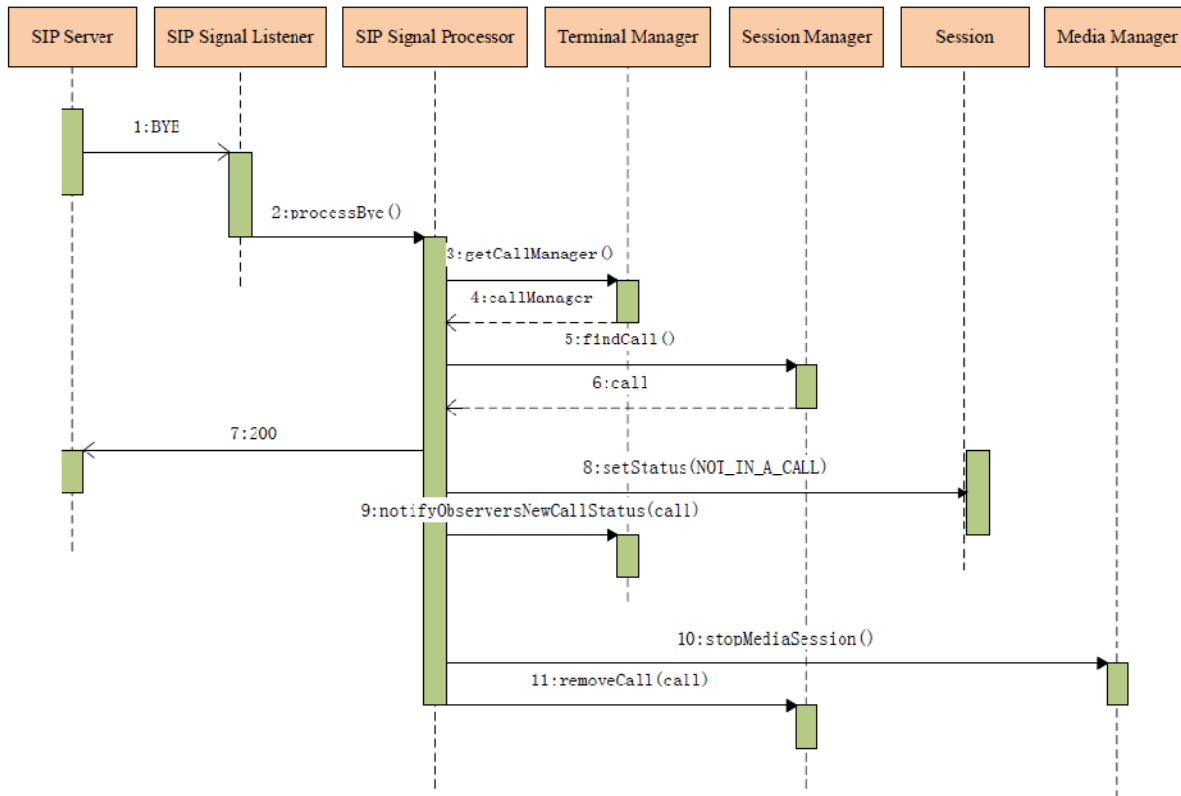 SIP Server
SIP Signal Listener
SIP Signal Processor
Terminal Manager
Session Manager
Session
Media Manager
1:BYE
2:processBye()
3:getCallManager()
4:callManager
5:findCall()
6:call
7:200
8:setStatus(NOT_IN_A_CALL)
9:notifyObserversNewCallStatus(call)
10:stopMediaSession()
11:removeCall(call)